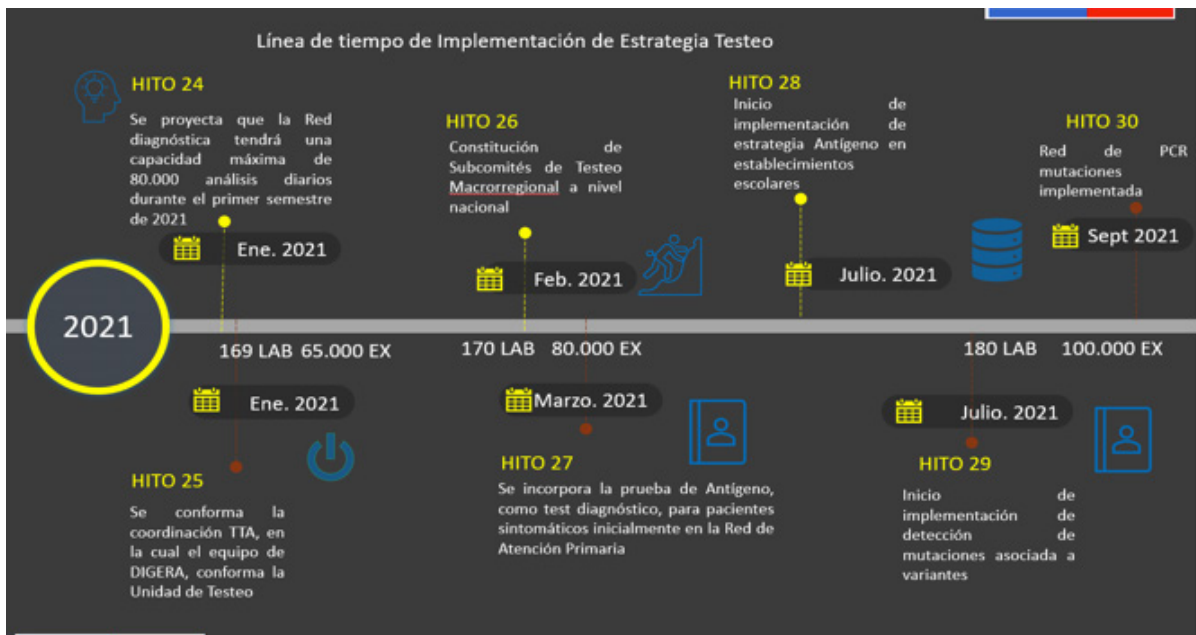 Línea de tiempo de Implementación de Estrategia Testeo
HITO 24
Se proyecta que la Red
diagnóstica tendrá una
capacidad máxima de
80.000 análisis diarios
durante el primer semestre
de 2021
Ene. 2021
HITO 26
Constitución de
Subcomités de Testeo
Macrorregional a nivel
nacional
Feb. 2021
HITO 28
Inicio de
implementación de
estrategia Antígeno en
establecimientos
escolares
Julio. 2021
HITO 30
Red de PCR
mutaciones
implementada
Sept 2021
2021
169 LAB 65.000 EX
170 LAB 80.000 EX
180 LAB 100.000 EX
Ene. 2021
HITO 25
Se conforma la
coordinación TTA, en
la cual el equipo de
DIGERA, conforma la
Unidad de Testeo
Marzo. 2021
HITO 27
Se incorpora la prueba de Antígeno,
como test diagnóstico, para pacientes
sintomáticos inicialmente en la Red de
Atención Primaria
Julio. 2021
HITO 29
Inicio de
implementación de
detección de
mutaciones asociada a
variantes